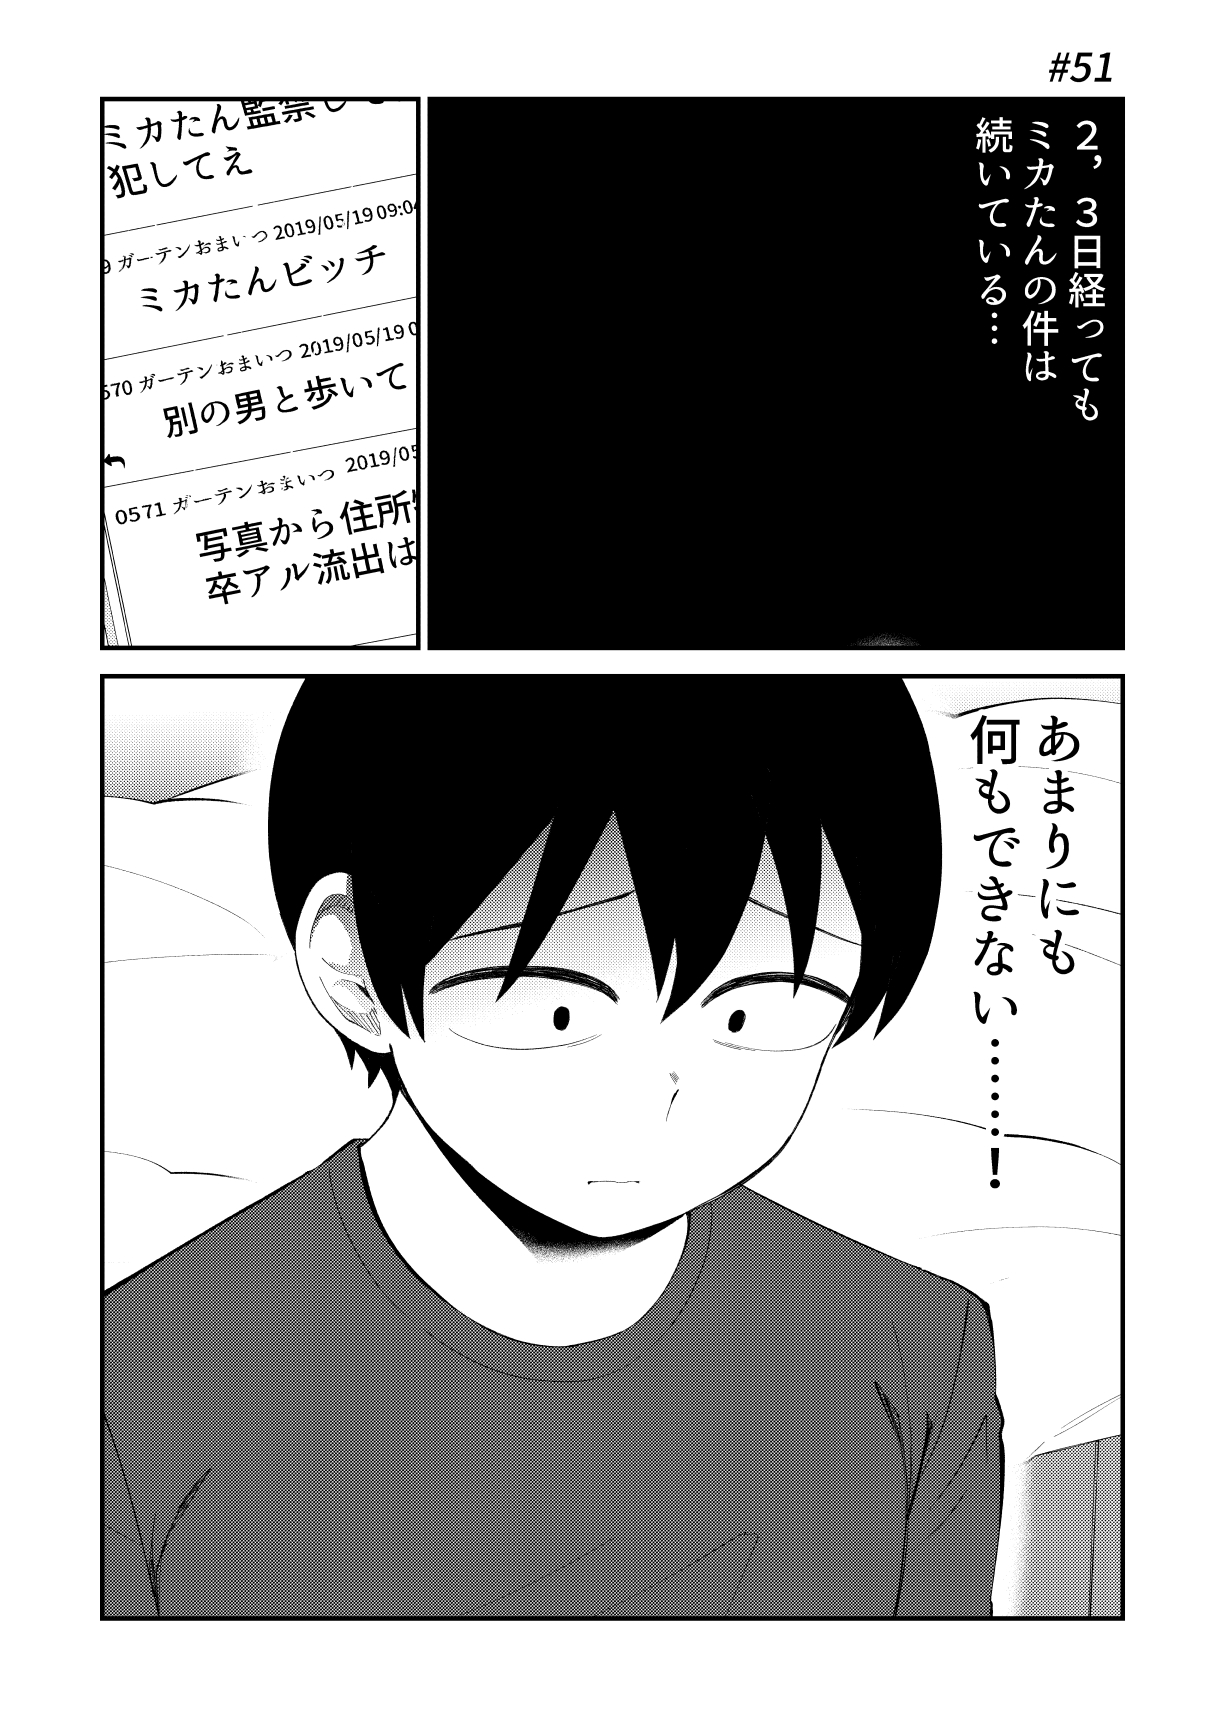 #51
２，３日経っても
ミカたんの件は
続いている…
ミカたん監禁して
犯してえ
9 ガーテンおまいつ 2019/05/19 09:04
ミカたんビッチ
570 ガーテンおまいつ 2019/05/19 0
別の男と歩いて
0571 ガーテンおまいつ 2019/05
写真から住所
卒アル流出は
あまりにも
何もできない………！